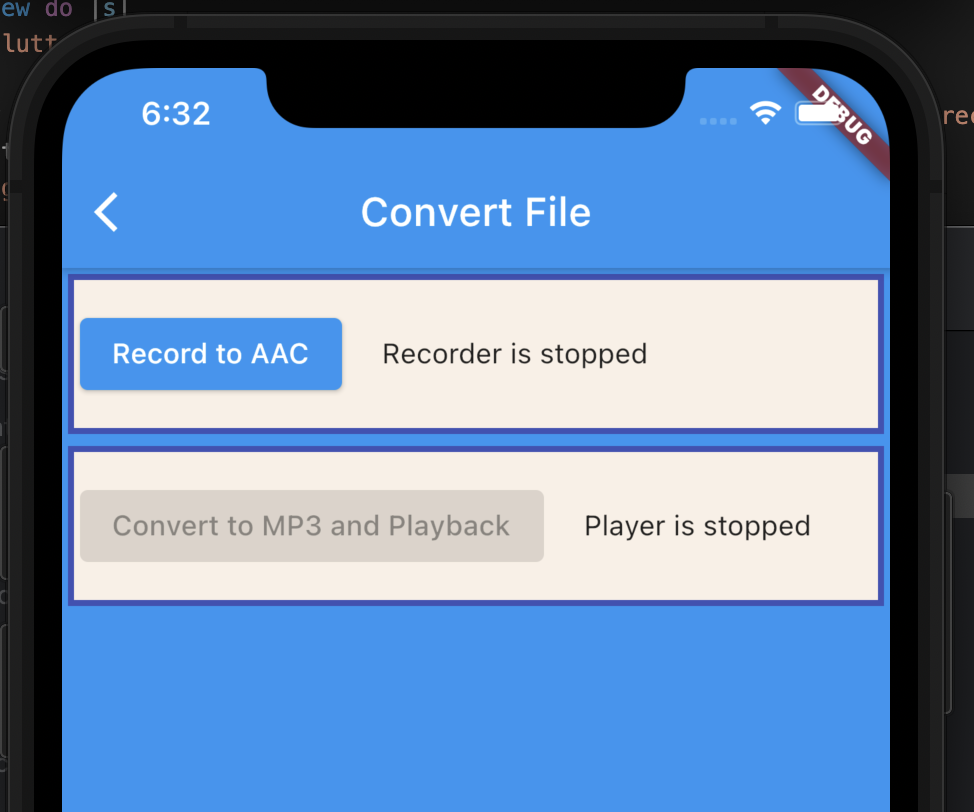 ew do |s|
lutt
6:32
DEBUG
rec
Convert File
Record to AAC
Recorder is stopped
Convert to MP3 and Playback
Player is stopped